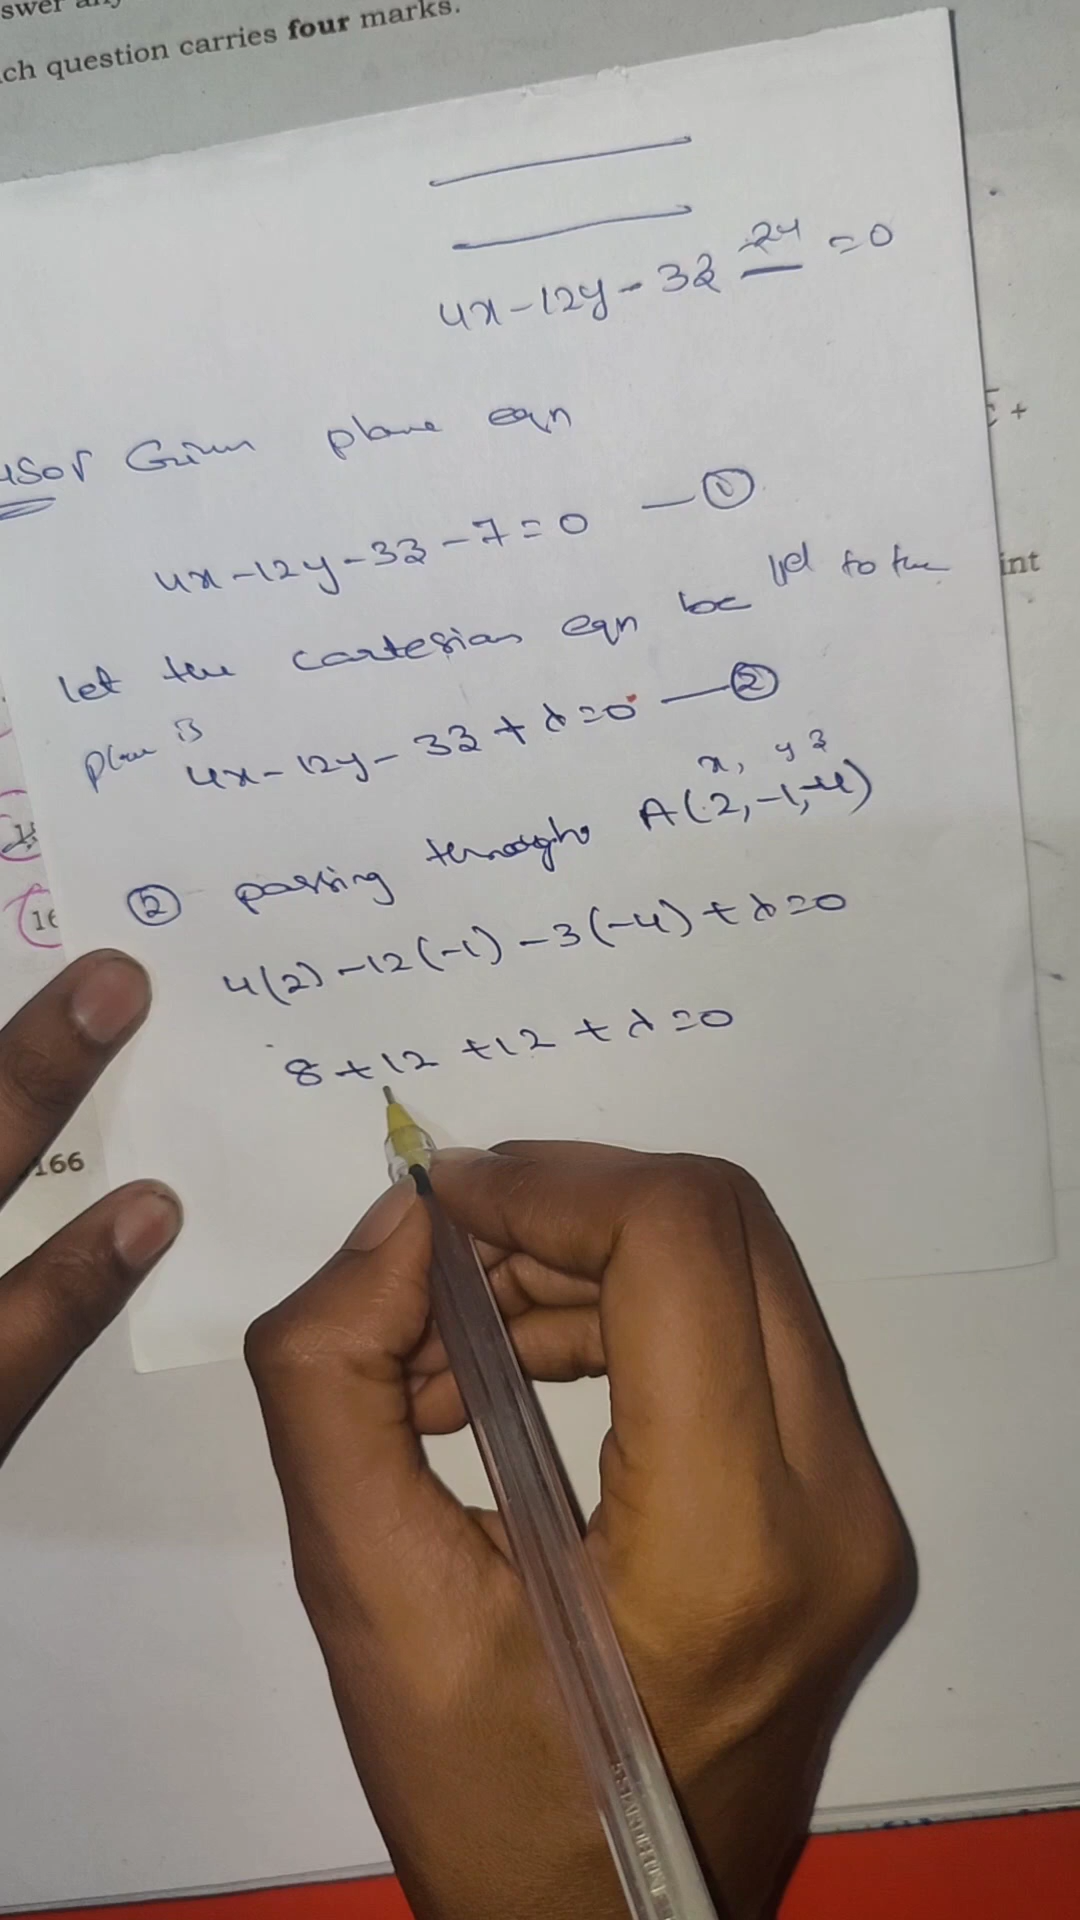 ch question carries four marks.
4x-12y-3z 24 =0
Given plane eqn
4x-12y-3z-7=0 —①
let the cartesian eqn be ||el to the
plane is
4x-12y-3z+λ=0 —②
x, y z
② passing through A(2,-1,-4)
4(2)-12(-1)-3(-4)+λ=0
8+12+12+λ=0
int
16
166